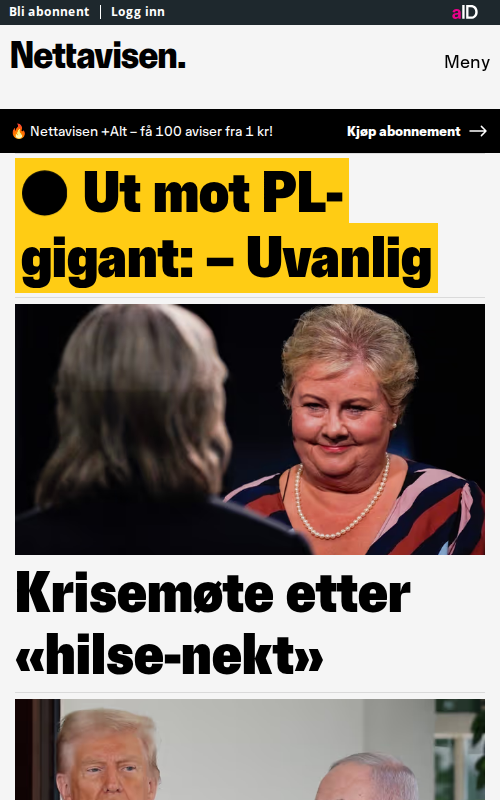 Bli abonnent | Logg inn
aID
Nettavisen.
Meny
🔥 Nettavisen +Alt – få 100 aviser fra 1 kr!
Kjøp abonnement →
● Ut mot PL-
gigant: – Uvanlig
Krisemøte etter
«hilse-nekt»